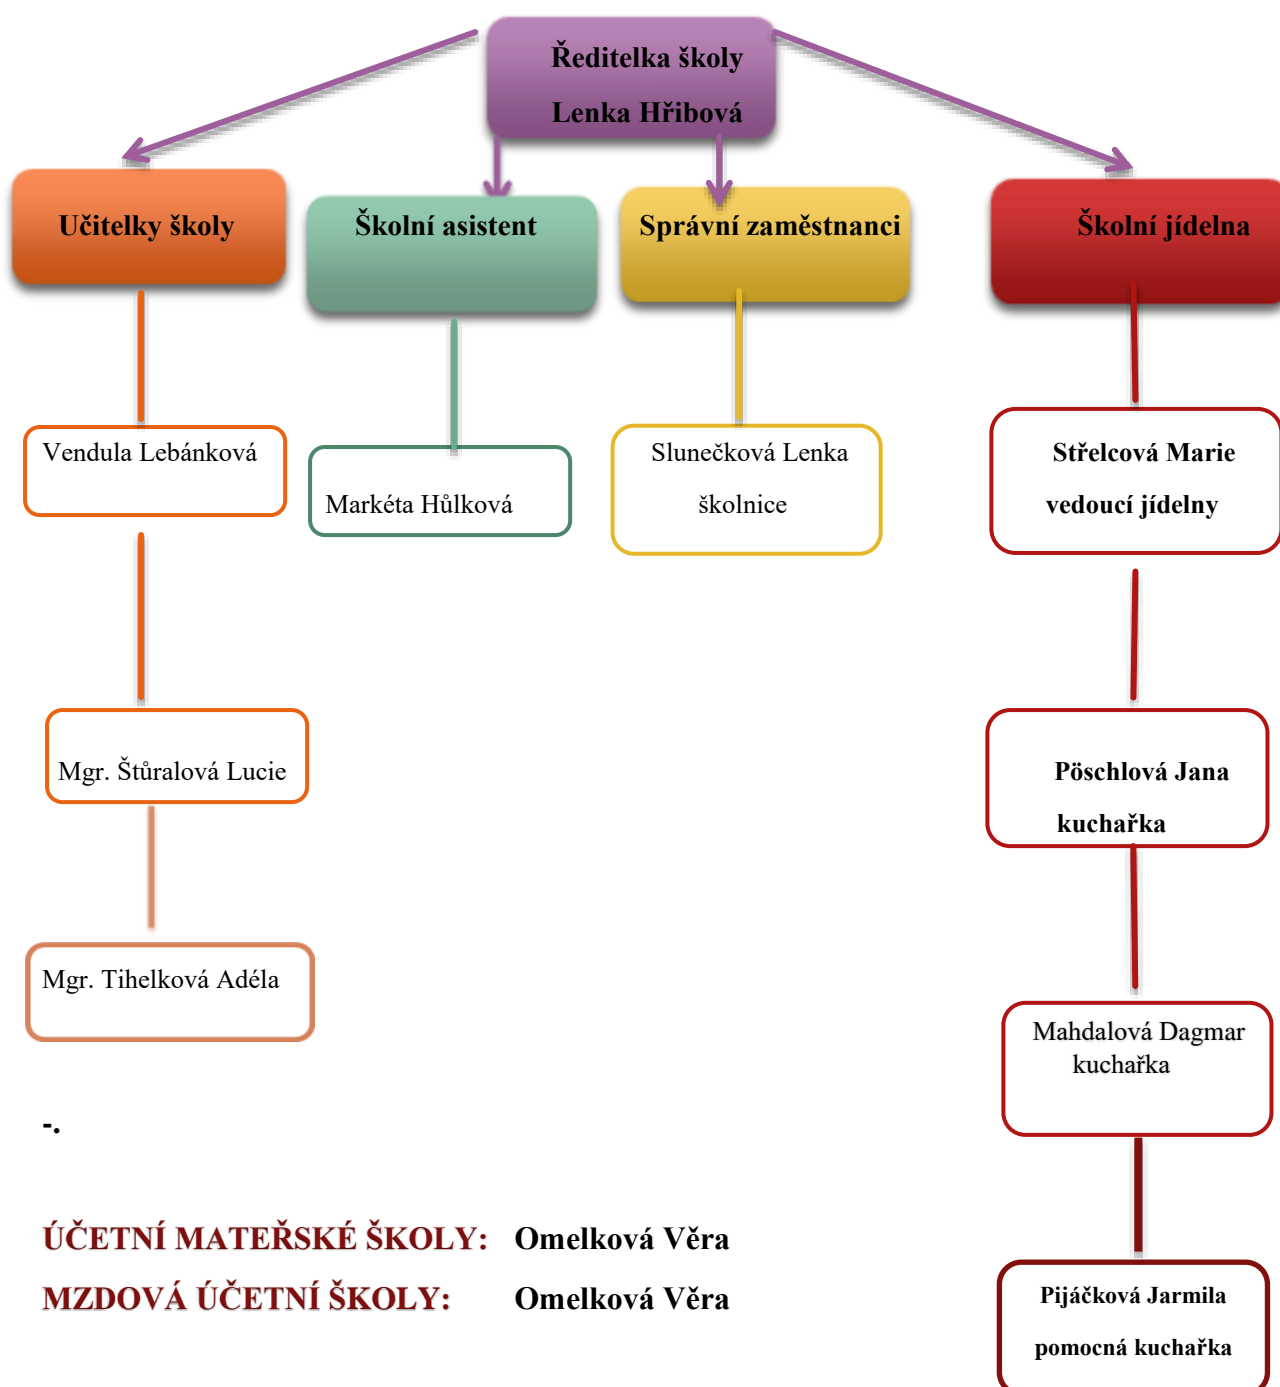 Ředitelka školy
Lenka Hřibová
Učitelky školy
Školní asistent
Správní zaměstnanci
Školní jídelna
Vendula Lebánková
Markéta Hůlková
Slunečková Lenka
školnice
Střelcová Marie
vedoucí jídelny
Mgr. Štůralová Lucie
Pöschlová Jana
kuchařka
Mgr. Tihelková Adéla
Mahdalová Dagmar
kuchařka
-.
ÚČETNÍ MATEŘSKÉ ŠKOLY: Omelková Věra
MZDOVÁ ÚČETNÍ ŠKOLY: Omelková Věra
Pijáčková Jarmila
pomocná kuchařka